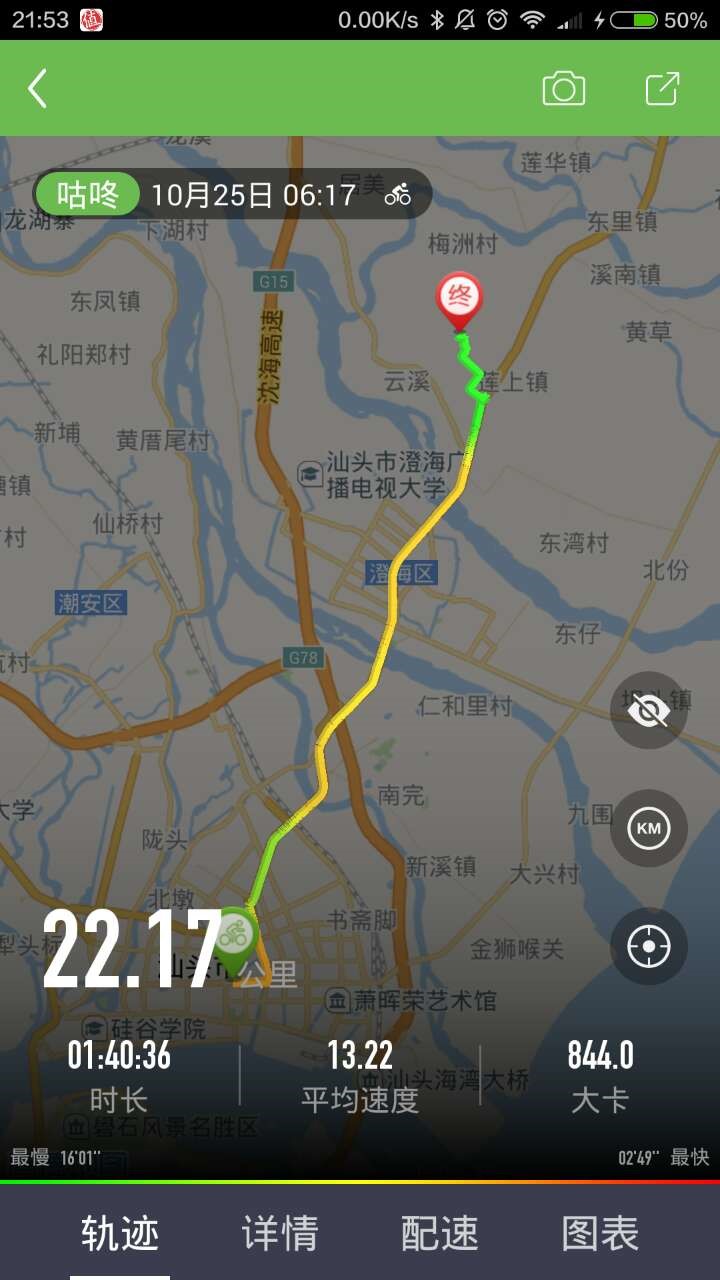 21:53
值
0.00K/s
50%
咕咚 10月25日 06:17
龙溪
莲华镇
居美
龙湖寨
下湖村
东里镇
梅洲村
溪南镇
G15
终
东凤镇
黄草
沈海高速
礼阳郑村
云溪
莲上镇
新埔
黄厝尾村
汕头市澄海广
播电视大学
塘镇
仙桥村
村
东湾村
北份
澄海区
潮安区
东仔
村
G78
坝头镇
仁和里村
南完
大学
九围
KM
陇头
新溪镇
大兴村
北墩
书斋脚
22.17 公里
汕头市
犁头标
金狮喉关
萧晖荣艺术馆
硅谷学院
01:40:36
时长
13.22
平均速度
844.0
大卡
汕头海湾大桥
礐石风景名胜区
最慢 16'01''
02'49'' 最快
轨迹 详情 配速 图表